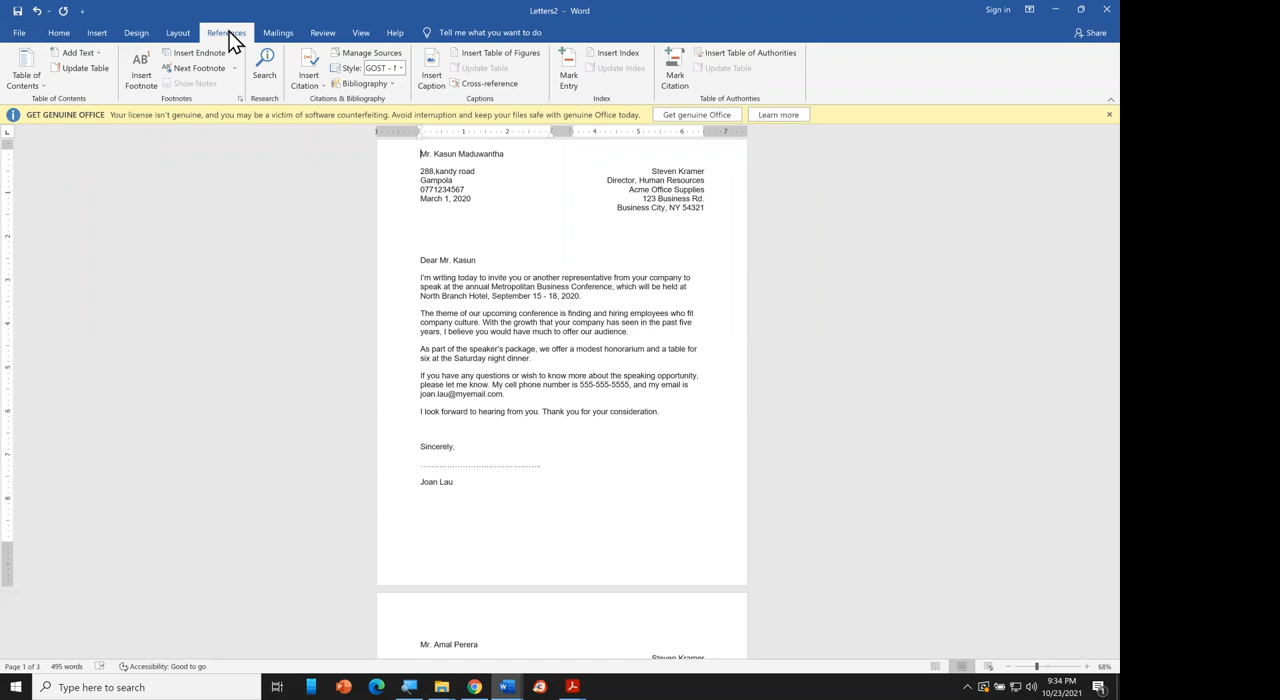 Letters2 - Word
Sign in
File Home Insert Design Layout References Mailings Review View Help Tell me what you want to do Share
Add Text
Update Table
Table of Contents
Table of Contents
AB1
Insert Footnote
Insert Endnote
Next Footnote
Show Notes
Footnotes
Search
Research
Insert Citation
Manage Sources
Style: GOST -
Bibliography
Citations & Bibliography
Insert Caption
Insert Table of Figures
Update Table
Cross-reference
Captions
Mark Entry
Insert Index
Update Index
Index
Mark Citation
Insert Table of Authorities
Update Table
Table of Authorities
GET GENUINE OFFICE Your license isn't genuine, and you may be a victim of software counterfeiting. Avoid interruption and keep your files safe with genuine Office today. Get genuine Office Learn more
1 1 2 4 5 6 7
Mr. Kasun Maduwantha
288,kandy road
Gampola
0771234567
March 1, 2020
Steven Kramer
Director, Human Resources
Acme Office Supplies
123 Business Rd.
Business City, NY 54321
Dear Mr. Kasun
I'm writing today to invite you or another representative from your company to
speak at the annual Metropolitan Business Conference, which will be held at
North Branch Hotel, September 15 - 18, 2020.
The theme of our upcoming conference is finding and hiring employees who fit
company culture. With the growth that your company has seen in the past five
years, I believe you would have much to offer our audience.
As part of the speaker's package, we offer a modest honorarium and a table for
six at the Saturday night dinner.
If you have any questions or wish to know more about the speaking opportunity,
please let me know. My cell phone number is 555-555-5555, and my email is
joan.lau@myemail.com.
I look forward to hearing from you. Thank you for your consideration.
Sincerely,
…………………………………..
Joan Lau
Mr. Amal Perera
Steven Kramer
Page 1 of 3 495 words Accessibility: Good to go 68%
Type here to search
9:34 PM
10/23/2021
1